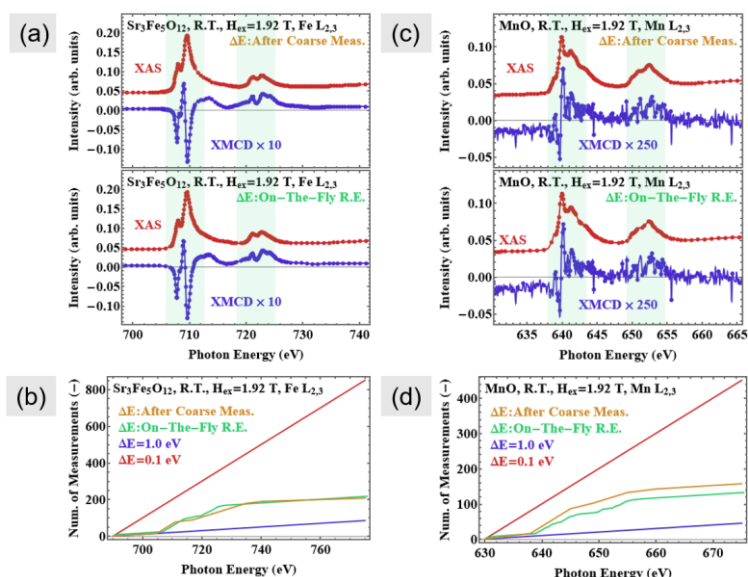 (a)
Sr3Fe5O12, R.T., Hex=1.92 T, Fe L2,3
ΔE:After Coarse Meas.
XAS
XMCD × 10
Intensity (arb. units)
0.20
0.15
0.10
0.05
0.00
-0.05
-0.10
Sr3Fe5O12, R.T., Hex=1.92 T, Fe L2,3
ΔE:On-The-Fly R.E.
XAS
XMCD × 10
Intensity (arb. units)
0.20
0.15
0.10
0.05
0.00
-0.05
-0.10
700 710 720 730 740
Photon Energy (eV)
(c)
MnO, R.T., Hex=1.92 T, Mn L2,3
ΔE:After Coarse Meas.
XAS
XMCD × 250
Intensity (arb. units)
0.10
0.05
0.00
-0.05
MnO, R.T., Hex=1.92 T, Mn L2,3
ΔE:On-The-Fly R.E.
XAS
XMCD × 250
Intensity (arb. units)
0.10
0.05
0.00
-0.05
635 640 645 650 655 660 665
Photon Energy (eV)
(b)
Sr3Fe5O12, R.T., Hex=1.92 T, Fe L2,3
ΔE:After Coarse Meas.
ΔE:On-The-Fly R.E.
ΔE=1.0 eV
ΔE=0.1 eV
Num. of Measurements (-)
800
600
400
200
0
700 720 740 760
Photon Energy (eV)
(d)
MnO, R.T., Hex=1.92 T, Mn L2,3
ΔE:After Coarse Meas.
ΔE:On-The-Fly R.E.
ΔE=1.0 eV
ΔE=0.1 eV
Num. of Measurements (-)
400
300
200
100
0
630 640 650 660 670
Photon Energy (eV)